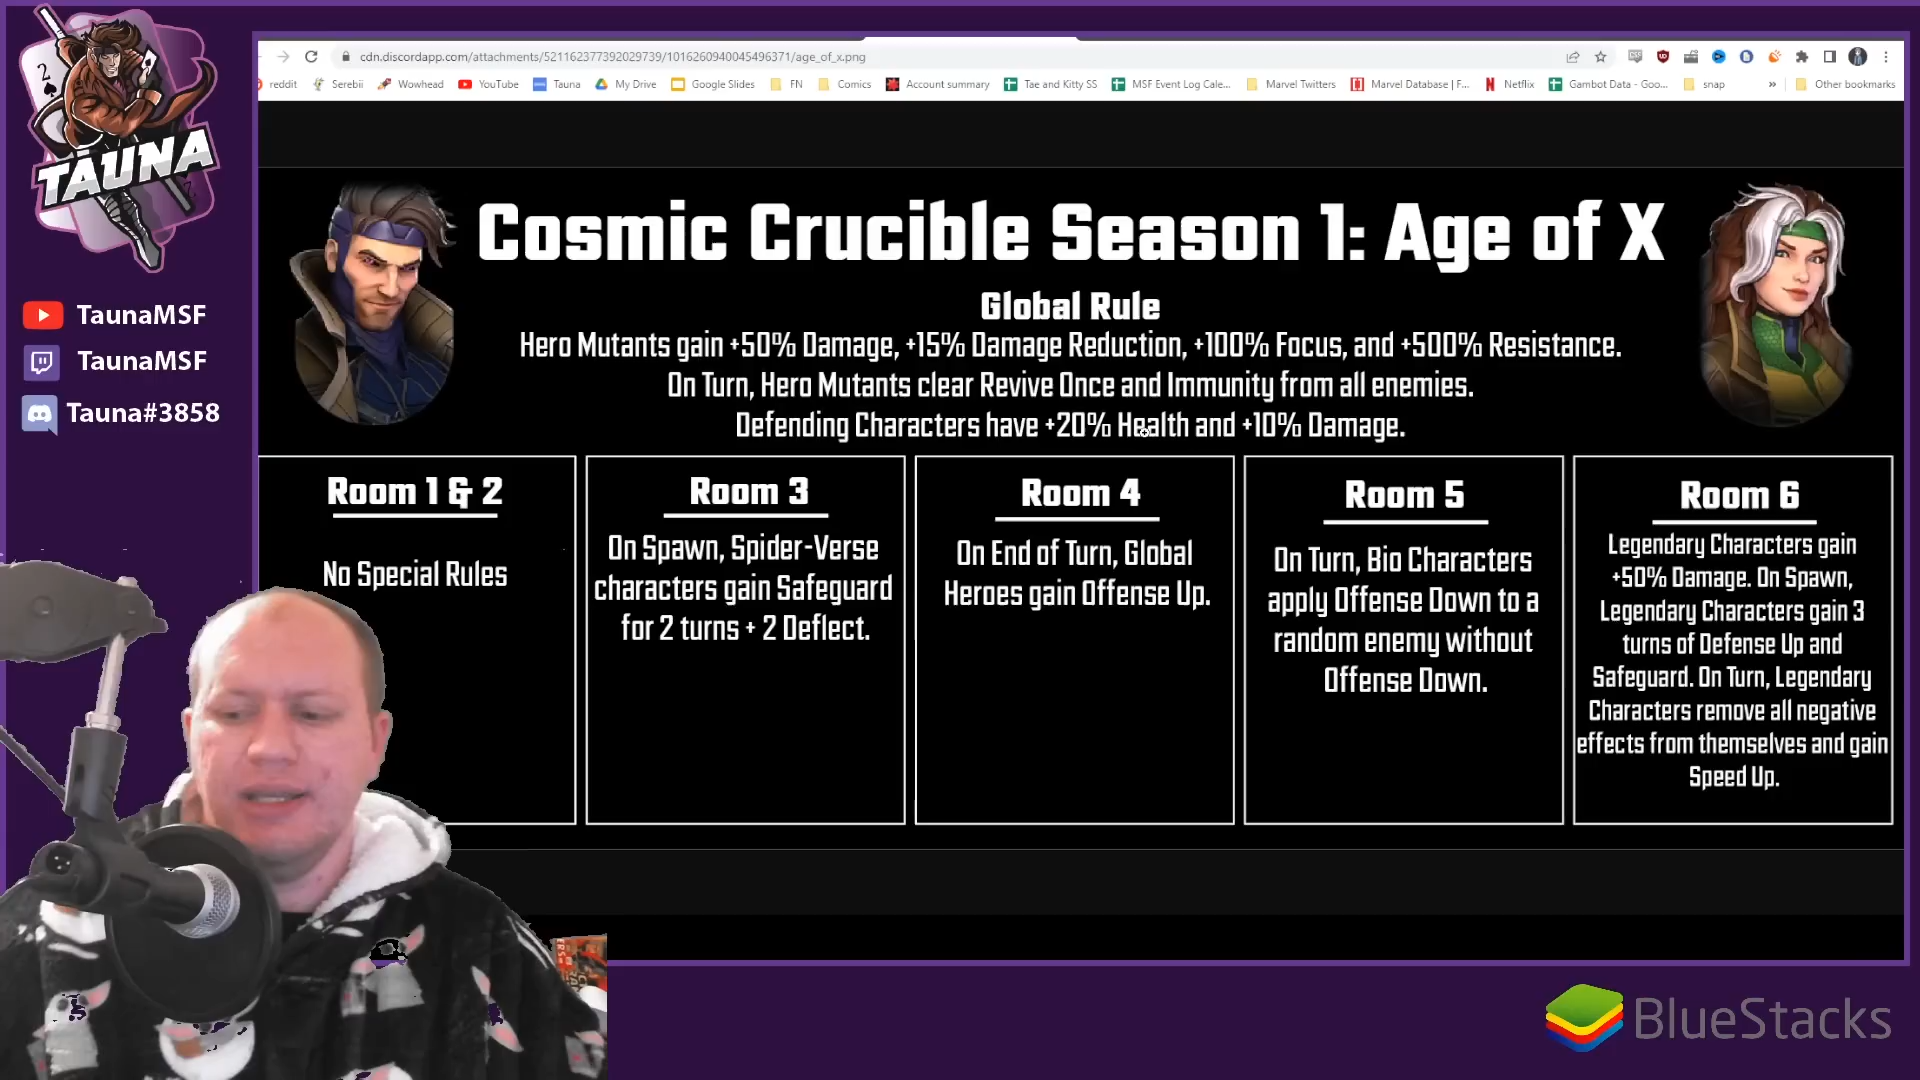 2
TAUNA
TaunaMSF
TaunaMSF
Tauna#3858
cdn.discordapp.com/attachments/521162377392029739/1016260940045496371/age_of_x.png
reddit Serebii Wowhead YouTube Tauna My Drive Google Slides FN Comics Account summary Tae and Kitty SS MSF Event Log Cale... Marvel Twitters Marvel Database | F... Netflix Gambot Data - Goo... snap » Other bookmarks
Cosmic Crucible Season 1: Age of X
Global Rule
Hero Mutants gain +50% Damage, +15% Damage Reduction, +100% Focus, and +500% Resistance.
On Turn, Hero Mutants clear Revive Once and Immunity from all enemies.
Defending Characters have +20% Health and +10% Damage.
Room 1 & 2
No Special Rules
Room 3
On Spawn, Spider-Verse
characters gain Safeguard
for 2 turns + 2 Deflect.
Room 4
On End of Turn, Global
Heroes gain Offense Up.
Room 5
On Turn, Bio Characters
apply Offense Down to a
random enemy without
Offense Down.
Room 6
Legendary Characters gain
+50% Damage. On Spawn,
Legendary Characters gain 3
turns of Defense Up and
Safeguard. On Turn, Legendary
Characters remove all negative
effects from themselves and gain
Speed Up.
BlueStacks